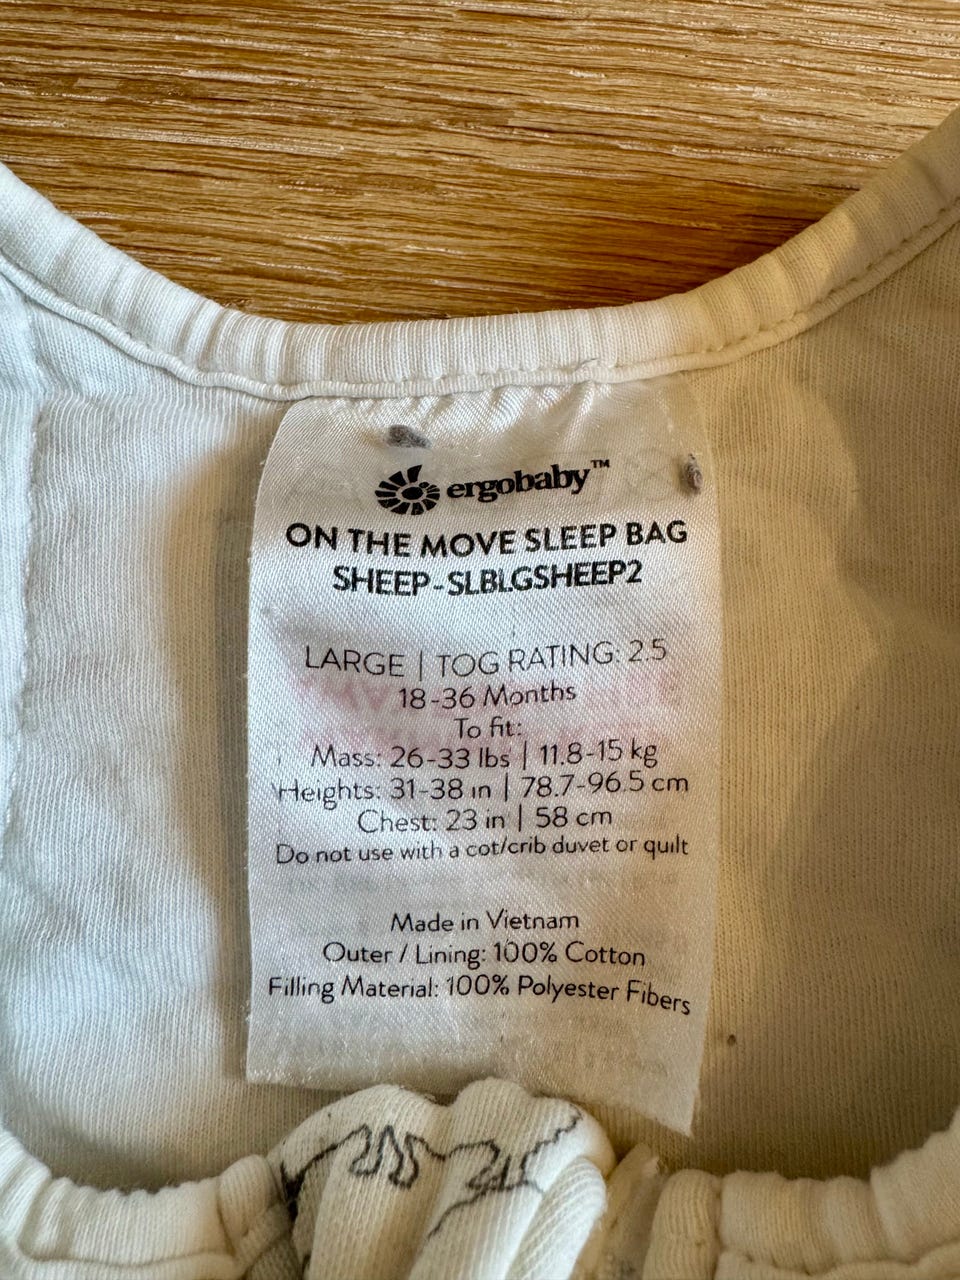 ergobaby™
ON THE MOVE SLEEP BAG
SHEEP-SLBLGSHEEP2
LARGE | TOG RATING: 2.5
18-36 Months
To fit:
Mass: 26-33 lbs | 11.8-15 kg
Heights: 31-38 in | 78.7-96.5 cm
Chest: 23 in | 58 cm
Do not use with a cot/crib duvet or quilt
Made in Vietnam
Outer / Lining: 100% Cotton
Filling Material: 100% Polyester Fibers